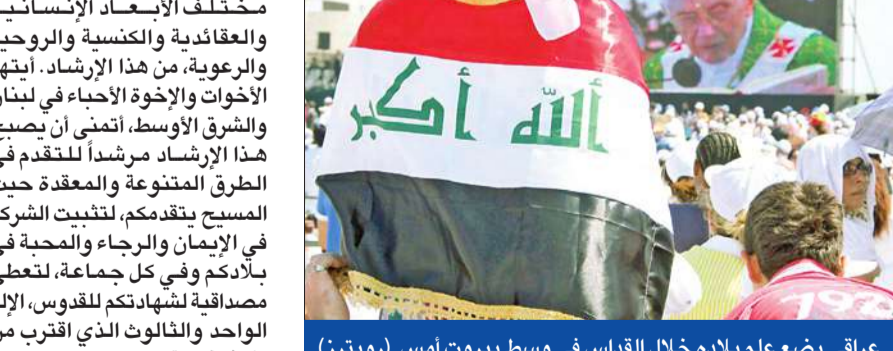 مختلف الأبعاد الإنسانية
والعقائدية والكنسية والروحية
والرعوية، من هذا الإرشاد. أيتها
الأخوات والإخوة الأحباء في لبنان
والشرق الأوسط، أتمنى أن يصبح
هذا الإرشاد مرشداً للتقدم في
الطرق المتنوعة والمعقدة حيث
المسيح يتقدمكم، لتثبيت الشركة
في الإيمان والرجاء والمحبة في
بلادكم وفي كل جماعة، لتعطي
مصداقية لشهادتكم للقدوس، الإله
الواحد والثالوث الذي اقترب من
الله أكبر
192
عراقي يضع علم بلاده خلال القداس في وسط بيروت أمس (رويترز)